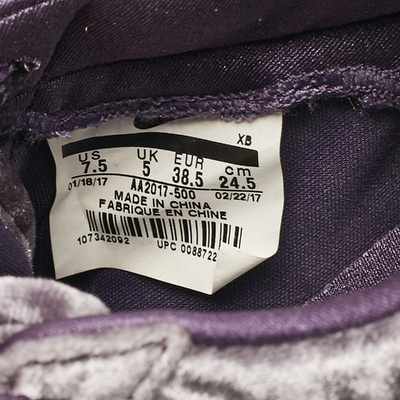 XB
US UK EUR cm
7.5 5 38.5 24.5
01/18/17 AA2017-500 02/22/17
MADE IN CHINA
FABRIQUE EN CHINE
107342092 UPC 0088722